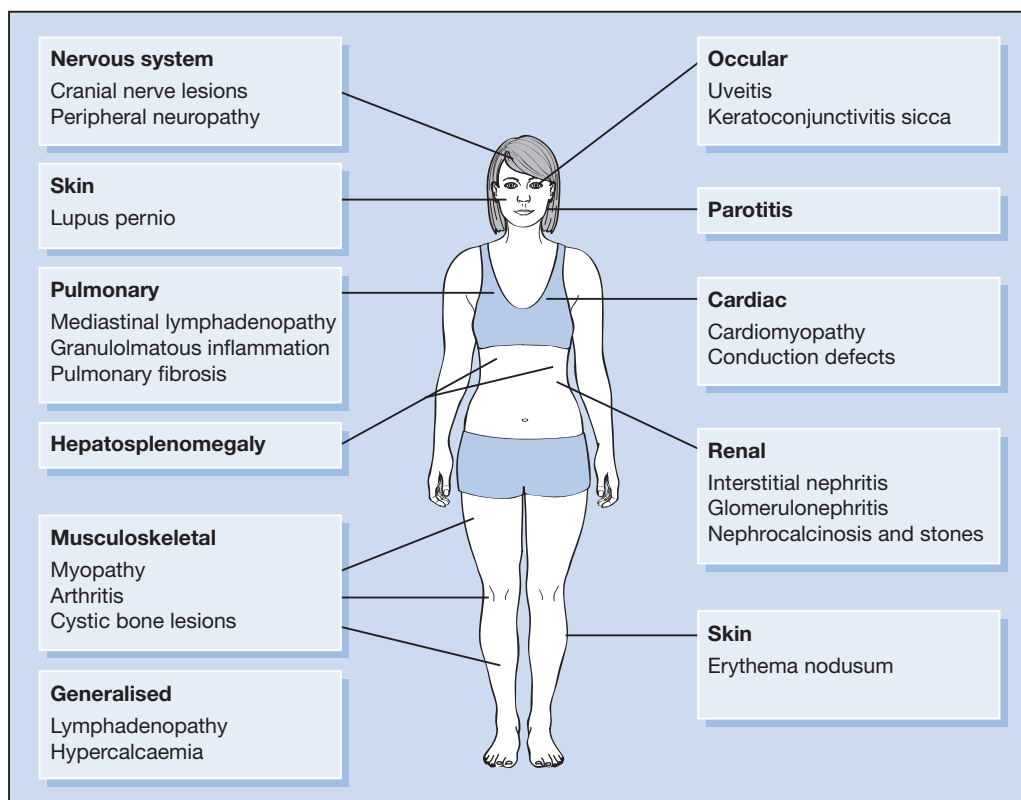 Nervous system
Cranial nerve lesions
Peripheral neuropathy
Skin
Lupus pernio
Pulmonary
Mediastinal lymphadenopathy
Granulolmatous inflammation
Pulmonary fibrosis
Hepatosplenomegaly
Musculoskeletal
Myopathy
Arthritis
Cystic bone lesions
Generalised
Lymphadenopathy
Hypercalcaemia
Occular
Uveitis
Keratoconjunctivitis sicca
Parotitis
Cardiac
Cardiomyopathy
Conduction defects
Renal
Interstitial nephritis
Glomerulonephritis
Nephrocalcinosis and stones
Skin
Erythema nodusum